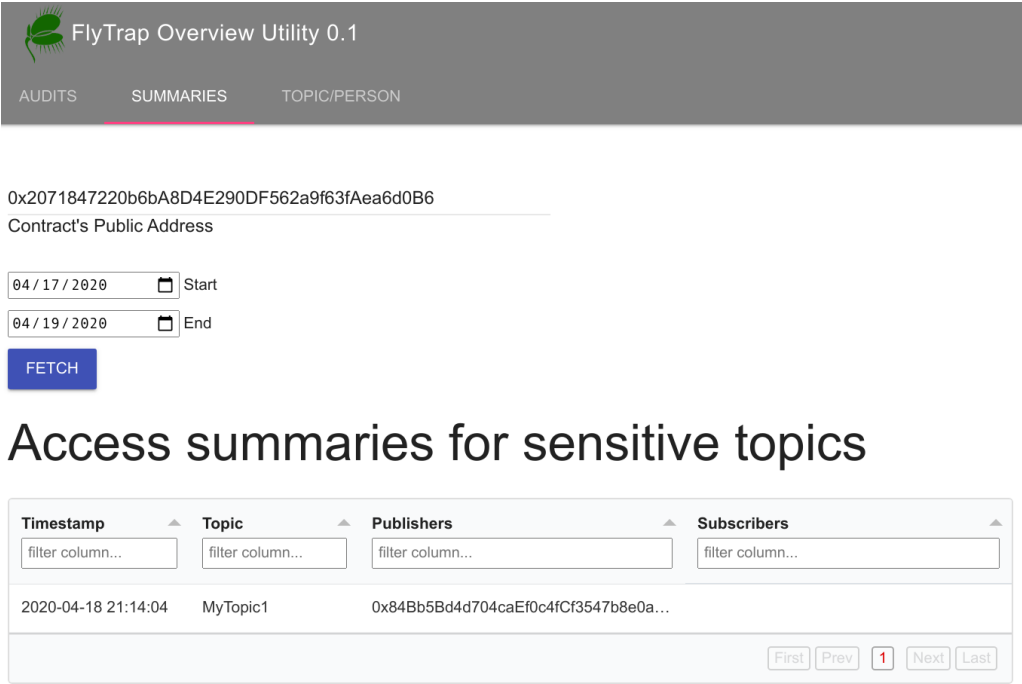 FlyTrap Overview Utility 0.1
AUDITS SUMMARIES TOPIC/PERSON
0x2071847220b6bA8D4E290DF562a9f63fAea6d0B6
Contract's Public Address
04/17/2020 Start
04/19/2020 End
FETCH
Access summaries for sensitive topics
Timestamp Topic Publishers Subscribers
filter column... filter column... filter column... filter column...
2020-04-18 21:14:04 MyTopic1 0x84Bb5Bd4d704caEf0c4fCf3547b8e0a...
First Prev 1 Next Last